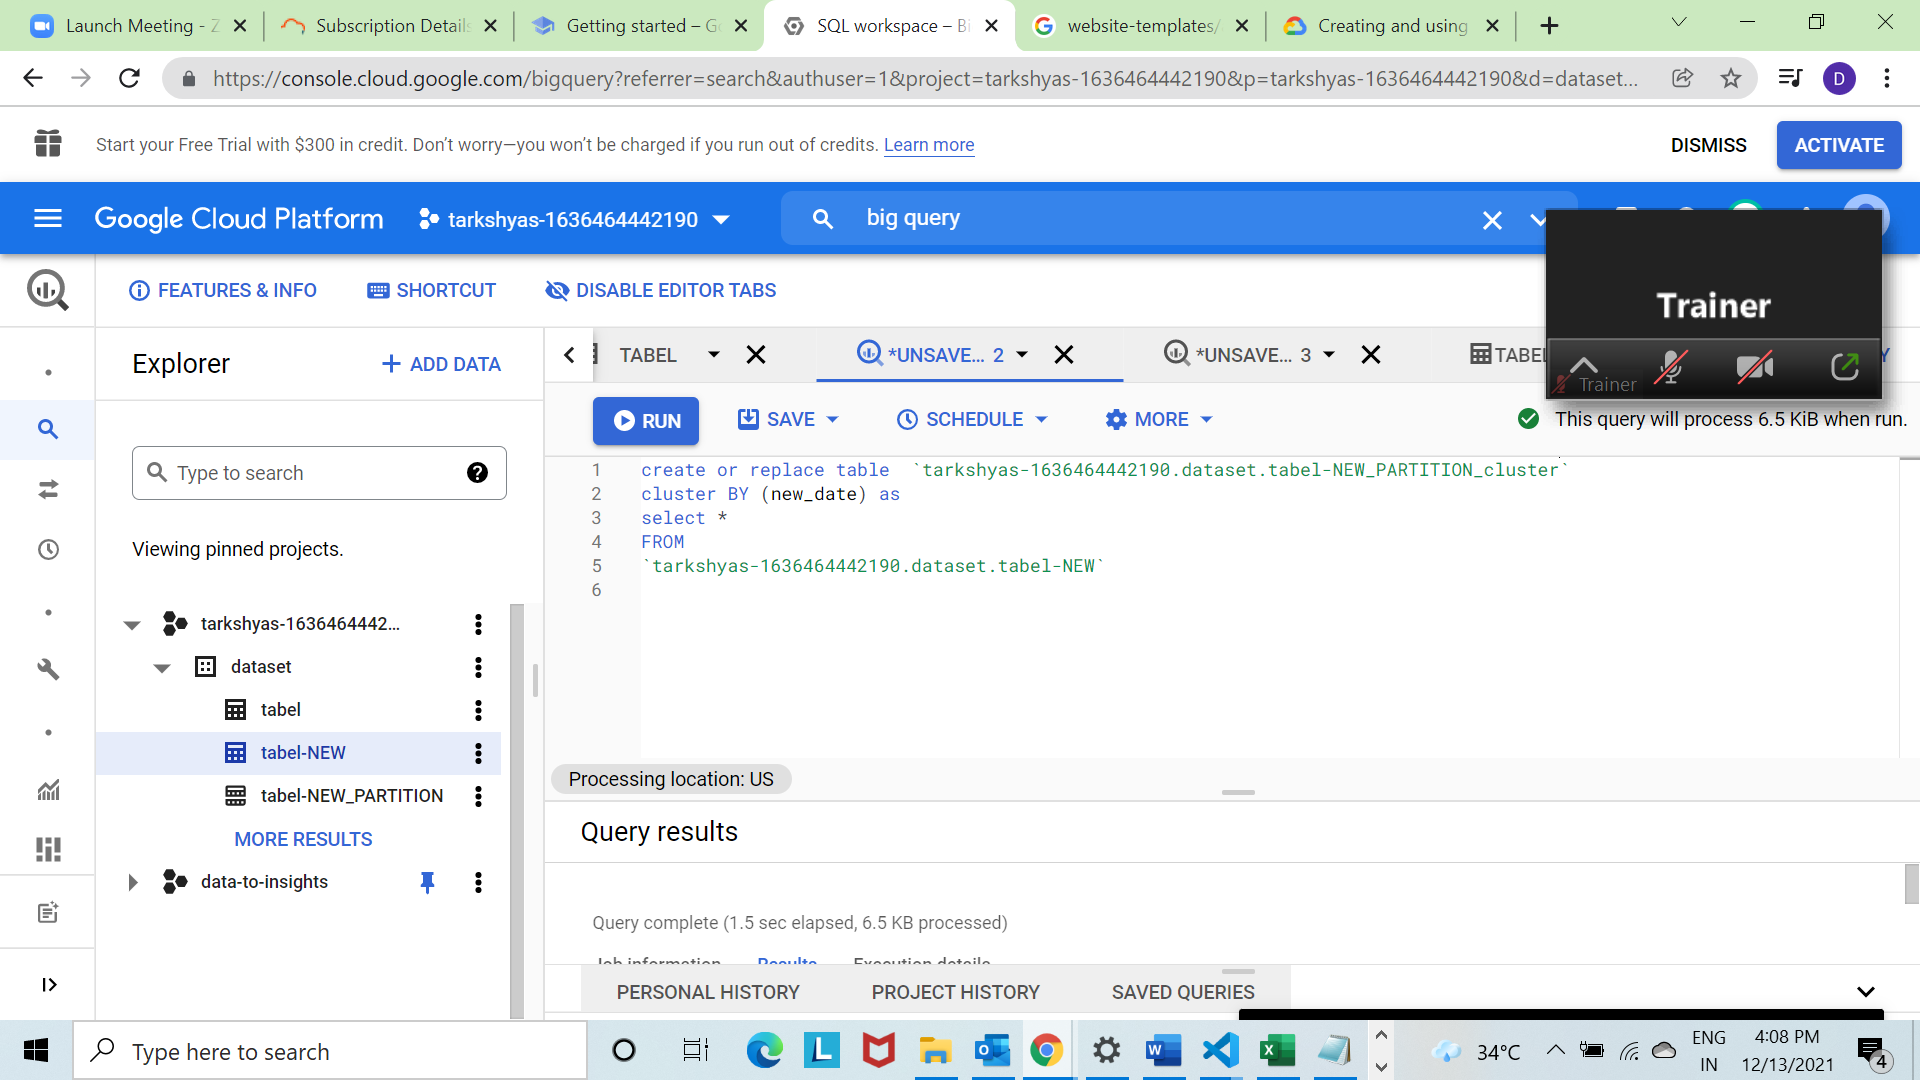 Launch Meeting - Z
Subscription Details
Getting started – Go
SQL workspace – Bi
website-templates/
Creating and using
https://console.cloud.google.com/bigquery?referrer=search&authuser=1&project=tarkshyas-1636464442190&p=tarkshyas-1636464442190&d=dataset...
D
Start your Free Trial with $300 in credit. Don’t worry—you won’t be charged if you run out of credits. Learn more
DISMISS
ACTIVATE
Google Cloud Platform
tarkshyas-1636464442190
big query
FEATURES & INFO
SHORTCUT
DISABLE EDITOR TABS
Trainer
Trainer
Explorer
+ ADD DATA
TABEL
*UNSAVE... 2
*UNSAVE... 3
TABEL
RUN
SAVE
SCHEDULE
MORE
This query will process 6.5 KiB when run.
Type to search
Viewing pinned projects.
tarkshyas-1636464442...
dataset
tabel
tabel-NEW
tabel-NEW_PARTITION
MORE RESULTS
data-to-insights
1 create or replace table `tarkshyas-1636464442190.dataset.tabel-NEW_PARTITION_cluster`
2 cluster BY (new_date) as
3 select *
4 FROM
5 `tarkshyas-1636464442190.dataset.tabel-NEW`
6
Processing location: US
Query results
Query complete (1.5 sec elapsed, 6.5 KB processed)
Job information Results Execution details
PERSONAL HISTORY
PROJECT HISTORY
SAVED QUERIES
Type here to search
34°C
ENG
IN
4:08 PM
12/13/2021
4